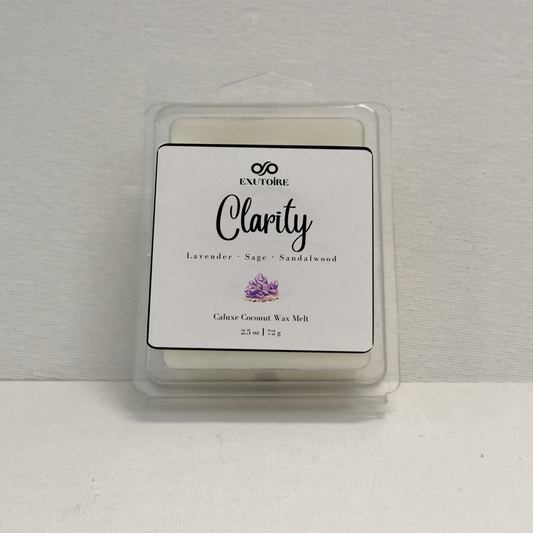 EXUTOIRE
Clarity
Lavender · Sage · Sandalwood
Caluxe Coconut Wax Melt
2.5 oz | 72 g